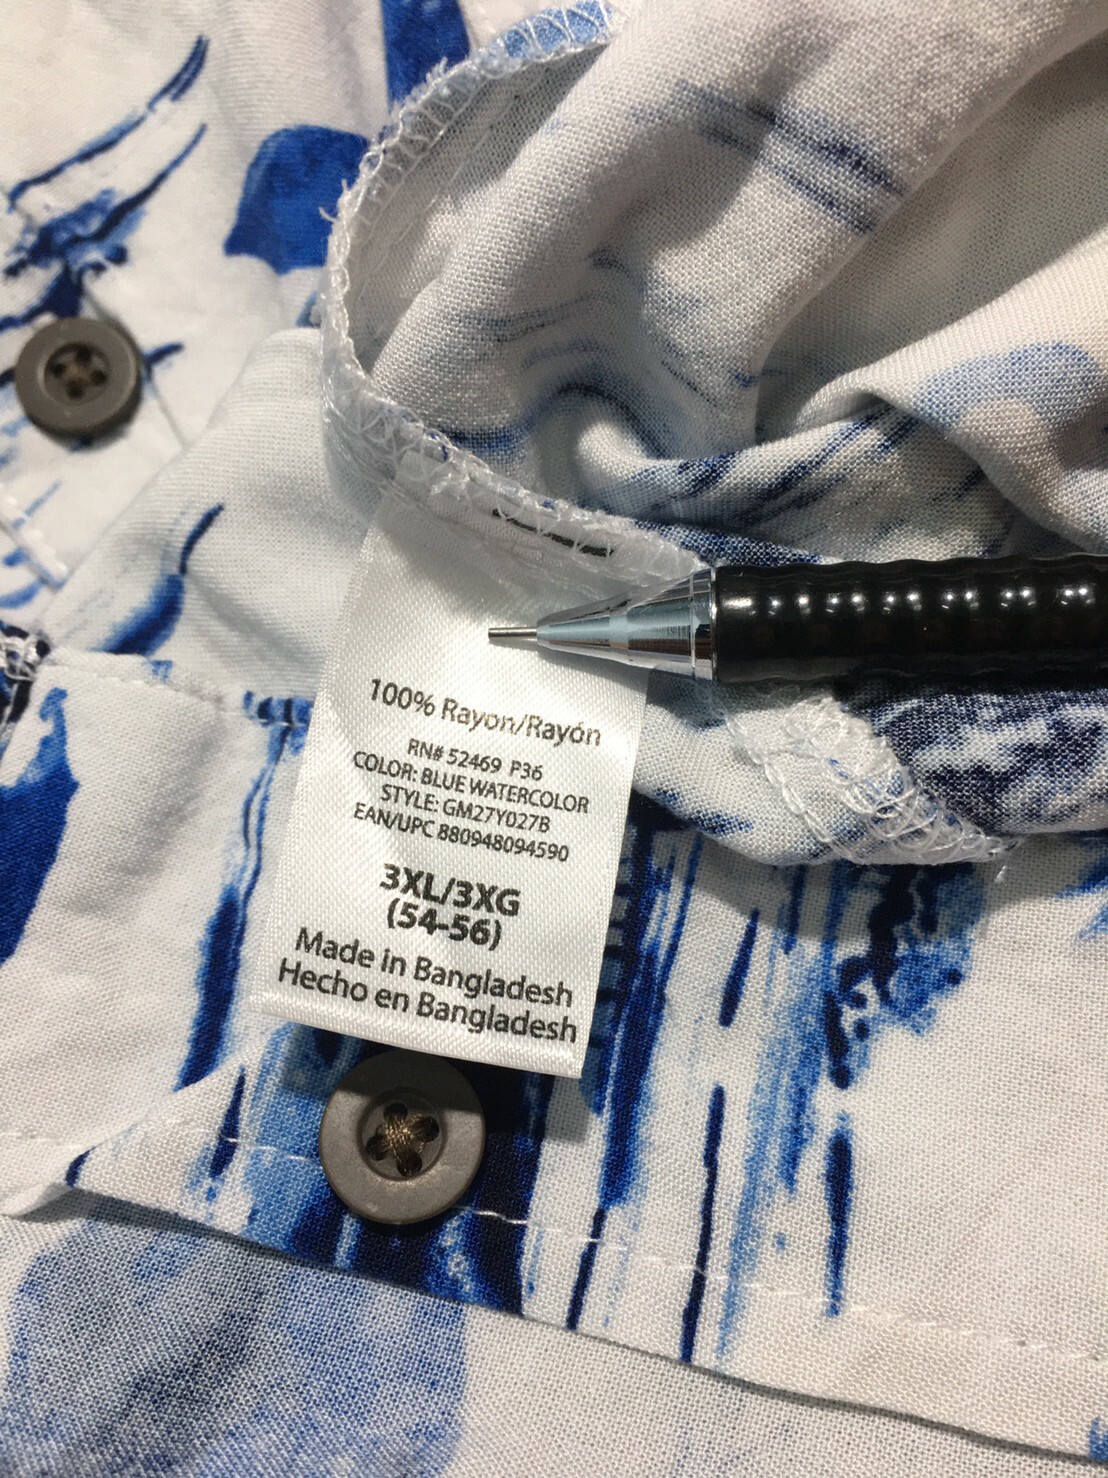 100% Rayon/Rayón
RN# 52469 P36
COLOR: BLUE WATERCOLOR
STYLE: GM27Y027B
EAN/UPC 880948094590
3XL/3XG
(54-56)
Made in Bangladesh
Hecho en Bangladesh